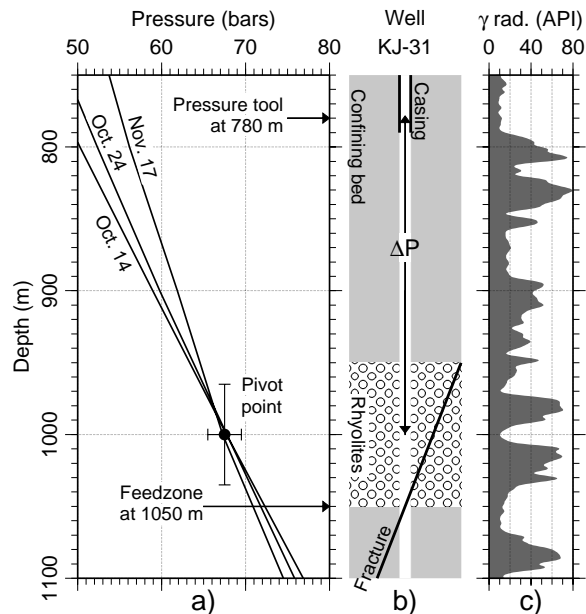 Pressure (bars)
50 60 70 80
Well
KJ-31
γ rad. (API)
0 40 80
Depth (m)
800
900
1000
1100
Pressure tool
at 780 m
Nov. 17
Oct. 24
Oct. 14
Pivot
point
Feedzone
at 1050 m
Confining bed
Casing
ΔP
Rhyolites
Fracture
a)
b)
c)